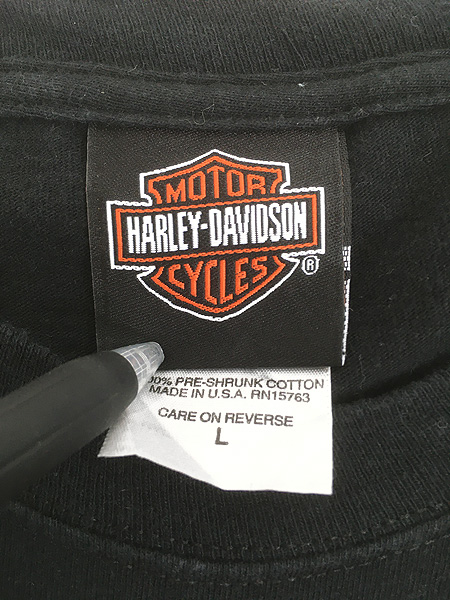 MOTOR
HARLEY-DAVIDSON
CYCLES
®
00% PRE-SHRUNK COTTON
MADE IN U.S.A. RN15763
CARE ON REVERSE
L